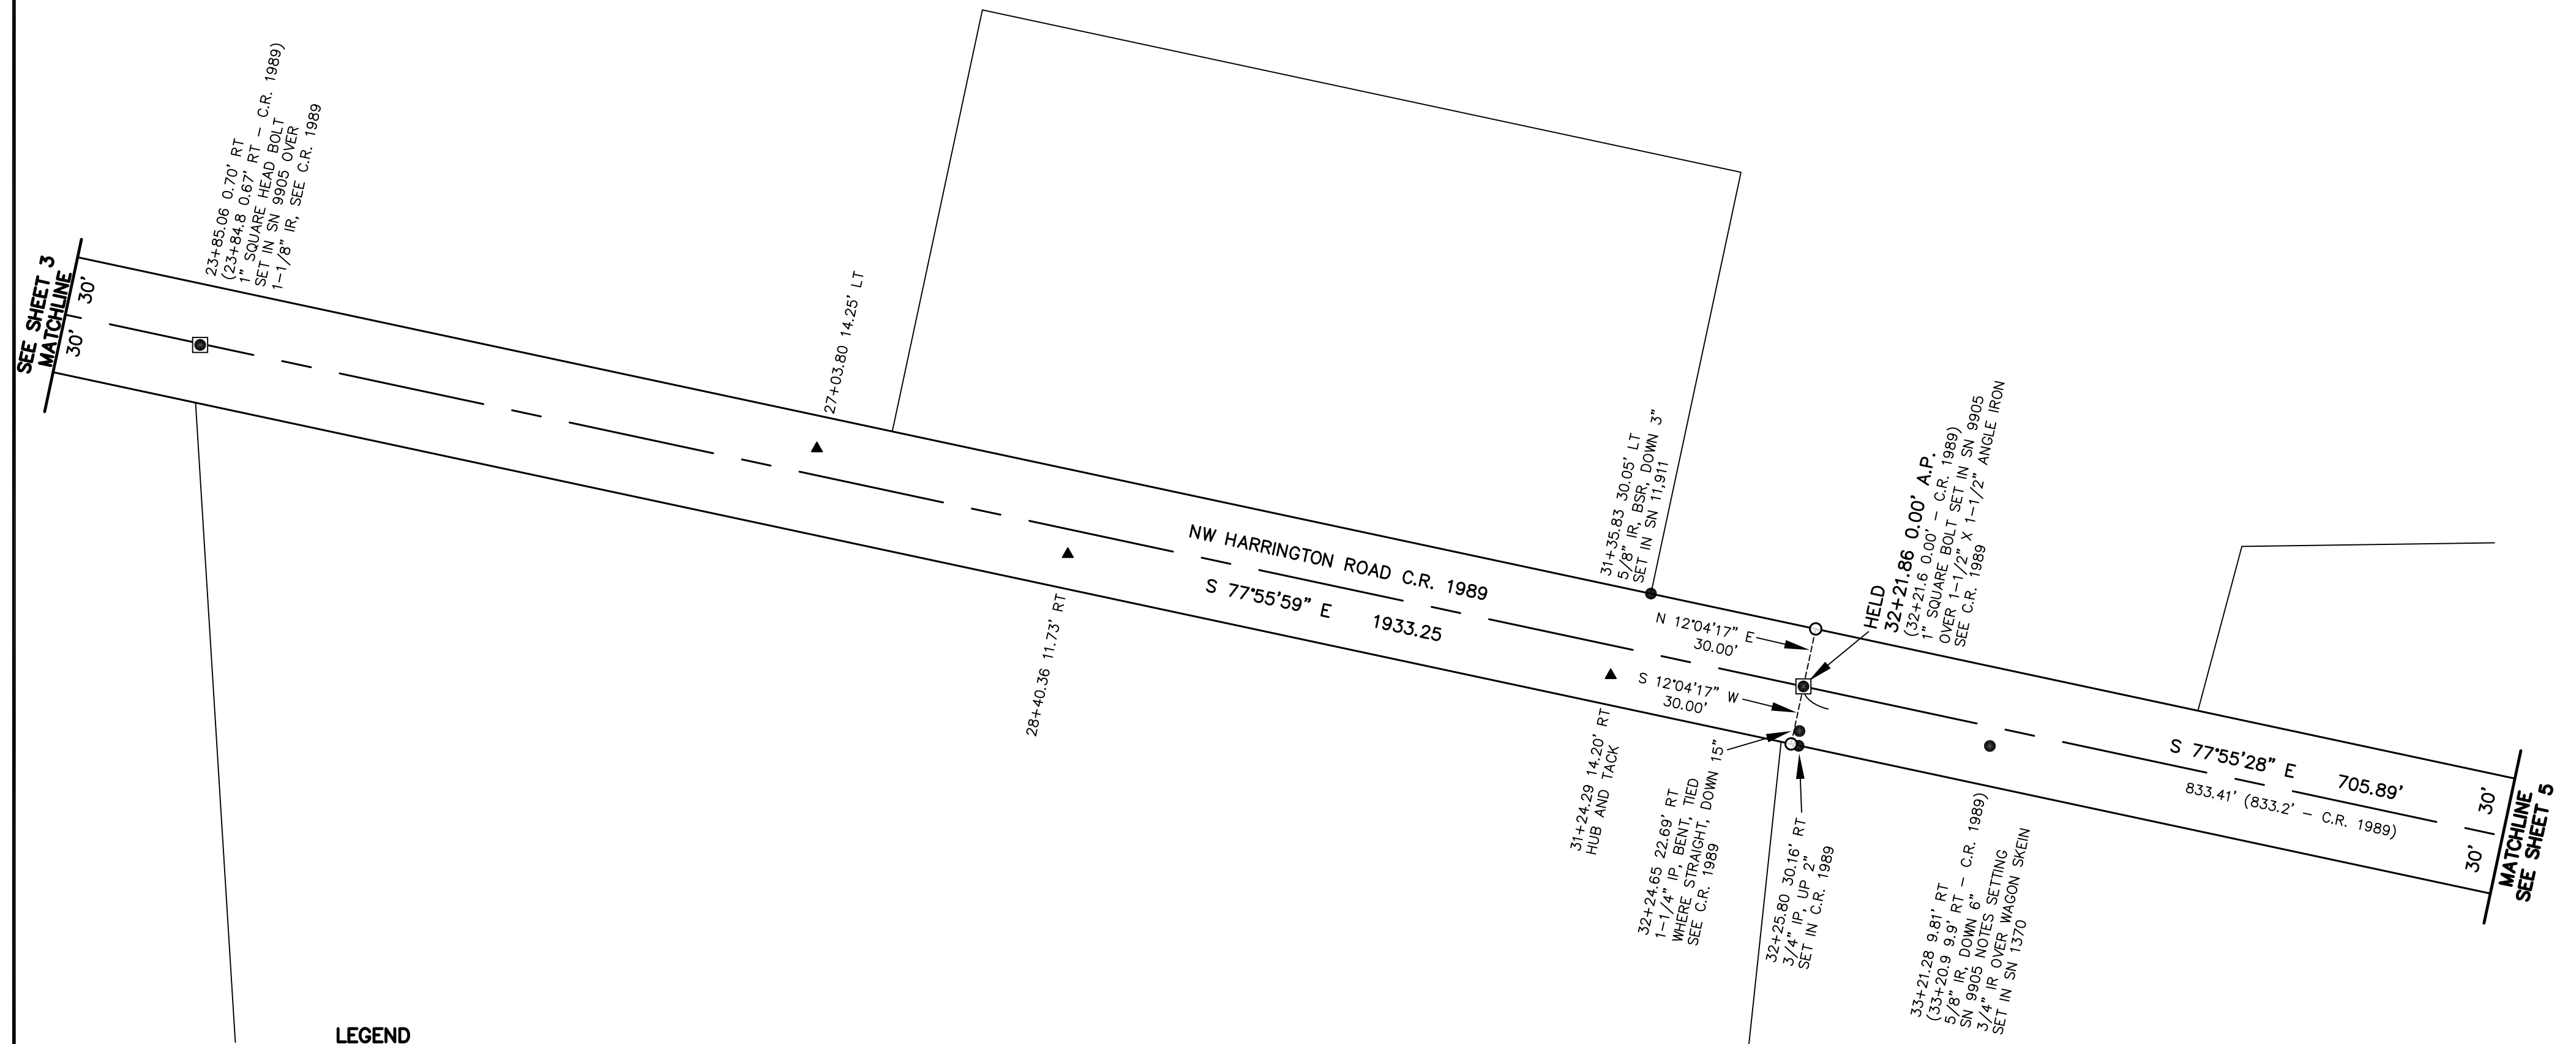 SEE SHEET 3
MATCHLINE
30'
30'
23+85.06 0.70' RT
(23+84.8 0.67' RT – C.R. 1989)
1" SQUARE HEAD BOLT
SET IN SN 9905 OVER
1-1/8" IR, SEE C.R. 1989
27+03.80 14.25' LT
28+40.36 11.73' RT
NW HARRINGTON ROAD C.R. 1989
S 77°55'59" E 1933.25
31+35.83 30.05' LT
5/8" IR, BSR, DOWN 3"
SET IN SN 11,911
N 12°04'17" E
30.00'
S 12°04'17" W
30.00'
HELD
32+21.86 0.00' A.P.
(32+21.6 0.00' – C.R. 1989)
1" SQUARE BOLT SET IN SN 9905
OVER 1-1/2" X 1-1/2" ANGLE IRON
SEE C.R. 1989
31+24.29 14.20' RT
HUB AND TACK
32+24.65 22.69' RT
1-1/4" IP, BENT, TIED
WHERE STRAIGHT, DOWN 15"
SEE C.R. 1989
32+25.80 30.16' RT
3/4" IP, UP 2"
SET IN C.R. 1989
33+21.28 9.81' RT
(33+20.9 9.9' RT – C.R. 1989)
5/8" IR, DOWN 6"
SN 9905 NOTES SETTING
3/4" IR OVER WAGON SKEIN
SET IN SN 1370
S 77°55'28" E 705.89'
833.41' (833.2' – C.R. 1989)
30'
30'
MATCHLINE
SEE SHEET 5
LEGEND